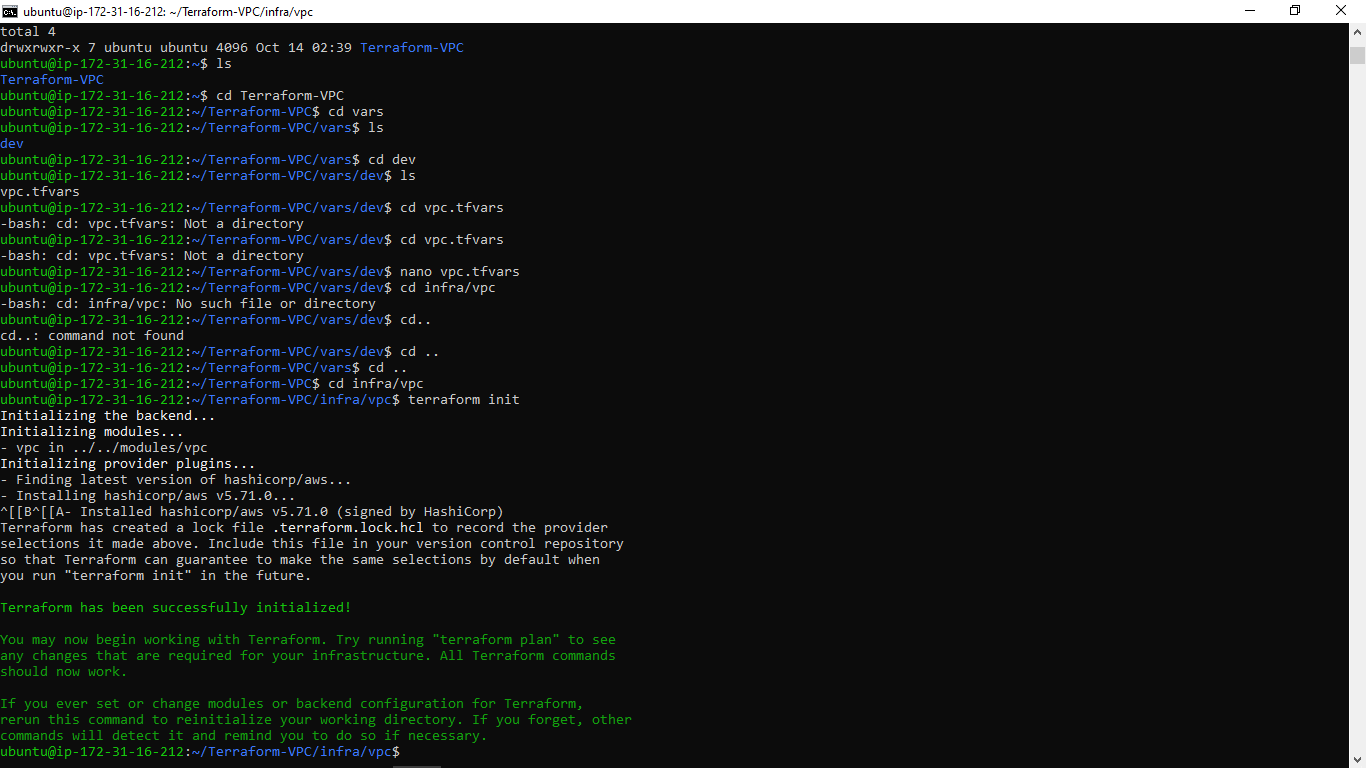 ubuntu@ip-172-31-16-212: ~/Terraform-VPC/infra/vpc
total 4
drwxrwxr-x 7 ubuntu ubuntu 4096 Oct 14 02:39 Terraform-VPC
ubuntu@ip-172-31-16-212:~$ ls
Terraform-VPC
ubuntu@ip-172-31-16-212:~$ cd Terraform-VPC
ubuntu@ip-172-31-16-212:~/Terraform-VPC$ cd vars
ubuntu@ip-172-31-16-212:~/Terraform-VPC/vars$ ls
dev
ubuntu@ip-172-31-16-212:~/Terraform-VPC/vars$ cd dev
ubuntu@ip-172-31-16-212:~/Terraform-VPC/vars/dev$ ls
vpc.tfvars
ubuntu@ip-172-31-16-212:~/Terraform-VPC/vars/dev$ cd vpc.tfvars
-bash: cd: vpc.tfvars: Not a directory
ubuntu@ip-172-31-16-212:~/Terraform-VPC/vars/dev$ cd vpc.tfvars
-bash: cd: vpc.tfvars: Not a directory
ubuntu@ip-172-31-16-212:~/Terraform-VPC/vars/dev$ nano vpc.tfvars
ubuntu@ip-172-31-16-212:~/Terraform-VPC/vars/dev$ cd infra/vpc
-bash: cd: infra/vpc: No such file or directory
ubuntu@ip-172-31-16-212:~/Terraform-VPC/vars/dev$ cd..
cd..: command not found
ubuntu@ip-172-31-16-212:~/Terraform-VPC/vars/dev$ cd ..
ubuntu@ip-172-31-16-212:~/Terraform-VPC/vars$ cd ..
ubuntu@ip-172-31-16-212:~/Terraform-VPC$ cd infra/vpc
ubuntu@ip-172-31-16-212:~/Terraform-VPC/infra/vpc$ terraform init
Initializing the backend...
Initializing modules...
- vpc in ../../modules/vpc
Initializing provider plugins...
- Finding latest version of hashicorp/aws...
- Installing hashicorp/aws v5.71.0...
^[[B^[[A- Installed hashicorp/aws v5.71.0 (signed by HashiCorp)
Terraform has created a lock file .terraform.lock.hcl to record the provider
selections it made above. Include this file in your version control repository
so that Terraform can guarantee to make the same selections by default when
you run "terraform init" in the future.
Terraform has been successfully initialized!
You may now begin working with Terraform. Try running "terraform plan" to see
any changes that are required for your infrastructure. All Terraform commands
should now work.
If you ever set or change modules or backend configuration for Terraform,
rerun this command to reinitialize your working directory. If you forget, other
commands will detect it and remind you to do so if necessary.
ubuntu@ip-172-31-16-212:~/Terraform-VPC/infra/vpc$